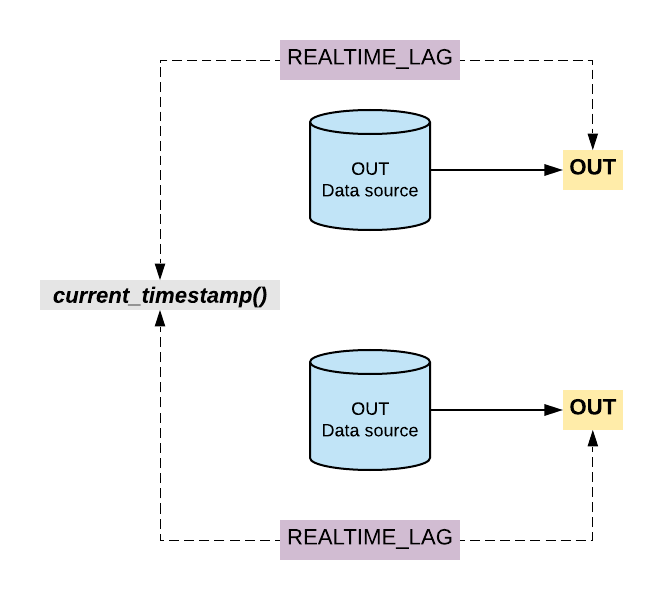 REALTIME_LAG
OUT
Data source
OUT
current_timestamp()
OUT
Data source
OUT
REALTIME_LAG